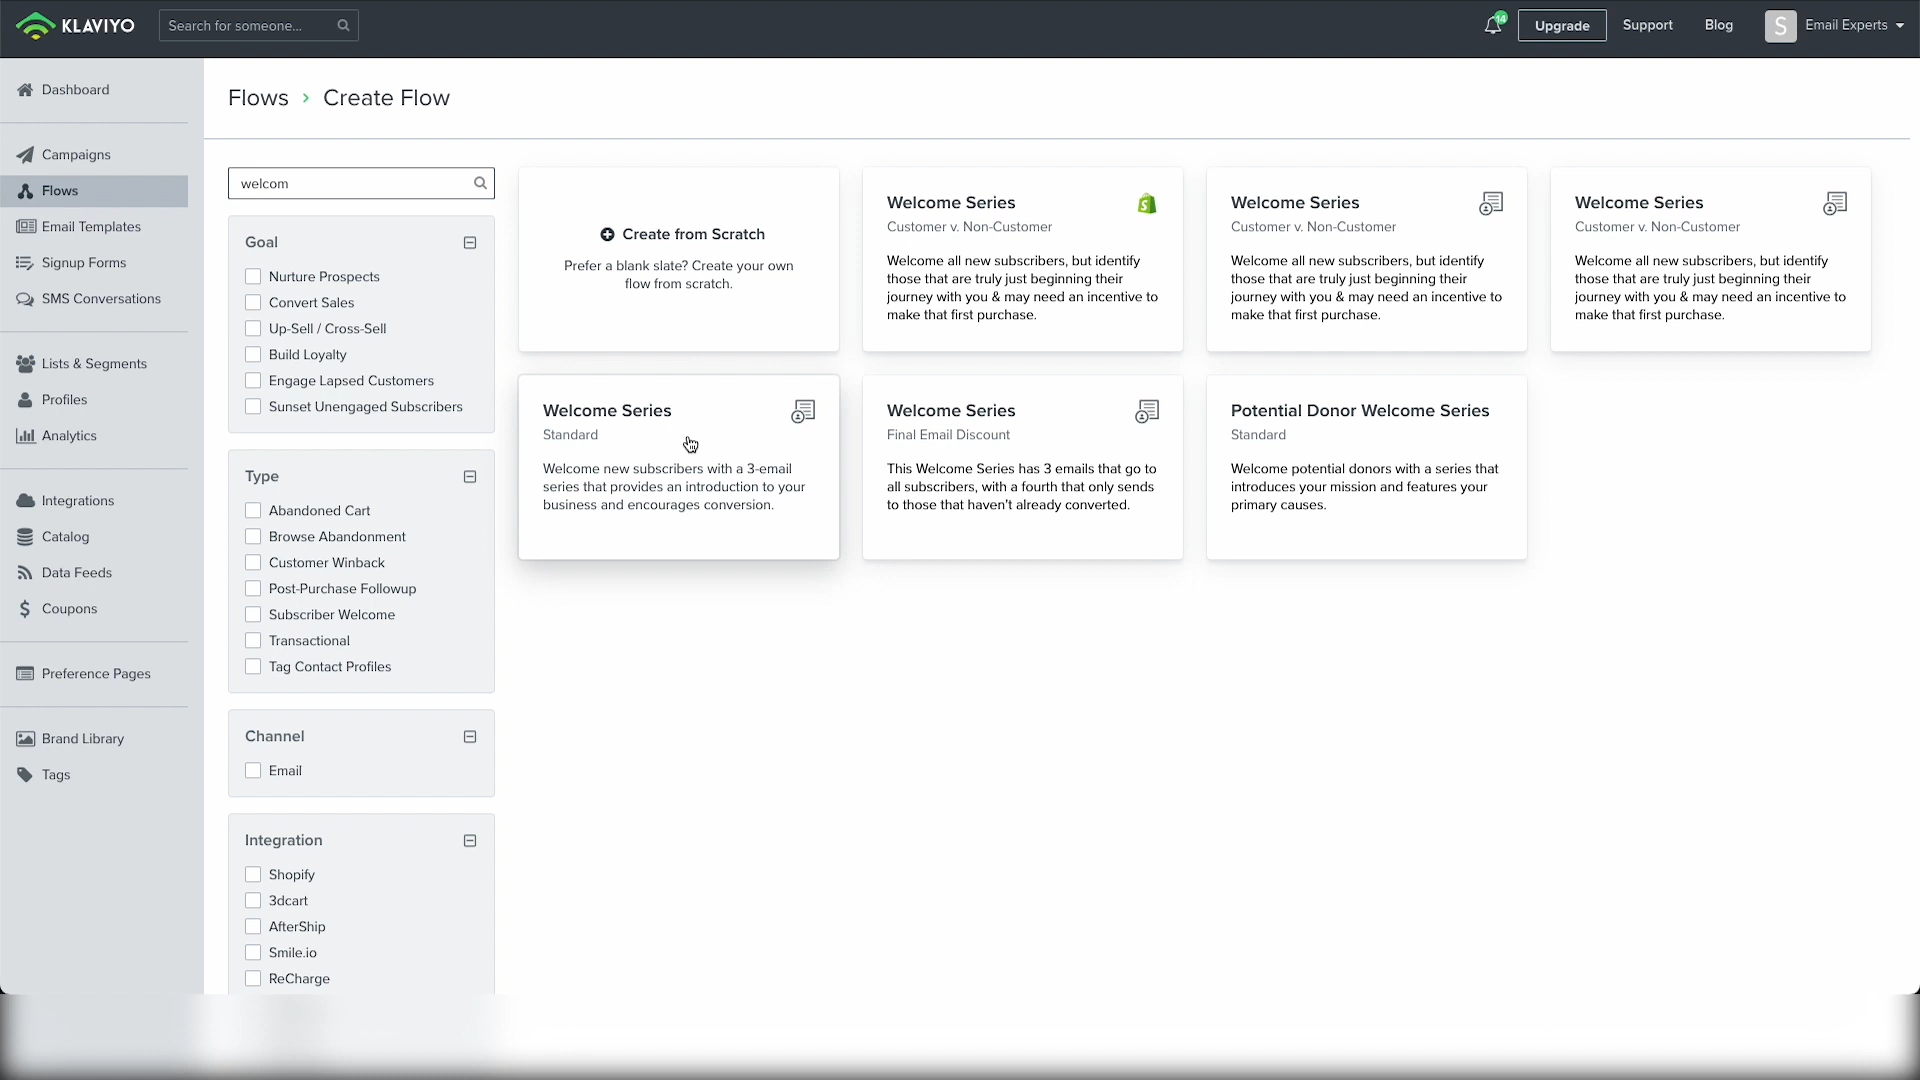 KLAVIYO
Search for someone...
14
Upgrade
Support
Blog
S
Email Experts
Dashboard
Campaigns
Flows
Email Templates
Signup Forms
SMS Conversations
Lists & Segments
Profiles
Analytics
Integrations
Catalog
Data Feeds
Coupons
Preference Pages
Brand Library
Tags
Flows > Create Flow
welcom
Goal
Nurture Prospects
Convert Sales
Up-Sell / Cross-Sell
Build Loyalty
Engage Lapsed Customers
Sunset Unengaged Subscribers
Type
Abandoned Cart
Browse Abandonment
Customer Winback
Post-Purchase Followup
Subscriber Welcome
Transactional
Tag Contact Profiles
Channel
Email
Integration
Shopify
3dcart
AfterShip
Smile.io
ReCharge
Create from Scratch
Prefer a blank slate? Create your own
flow from scratch.
Welcome Series
Customer v. Non-Customer
Welcome all new subscribers, but identify
those that are truly just beginning their
journey with you & may need an incentive to
make that first purchase.
Welcome Series
Customer v. Non-Customer
Welcome all new subscribers, but identify
those that are truly just beginning their
journey with you & may need an incentive to
make that first purchase.
Welcome Series
Customer v. Non-Customer
Welcome all new subscribers, but identify
those that are truly just beginning their
journey with you & may need an incentive to
make that first purchase.
Welcome Series
Standard
Welcome new subscribers with a 3-email
series that provides an introduction to your
business and encourages conversion.
Welcome Series
Final Email Discount
This Welcome Series has 3 emails that go to
all subscribers, with a fourth that only sends
to those that haven't already converted.
Potential Donor Welcome Series
Standard
Welcome potential donors with a series that
introduces your mission and features your
primary causes.